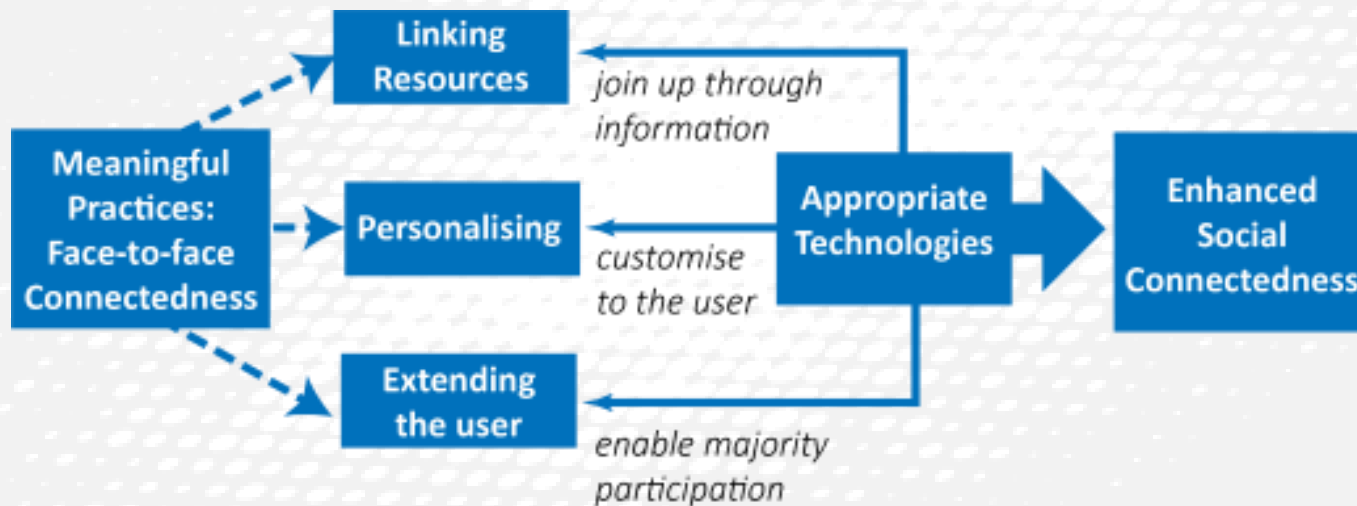 Linking
Resources
join up through
information
Meaningful
Practices:
Face-to-face
Connectedness
Personalising
customise
to the user
Appropriate
Technologies
Enhanced
Social
Connectedness
Extending
the user
enable majority
participation